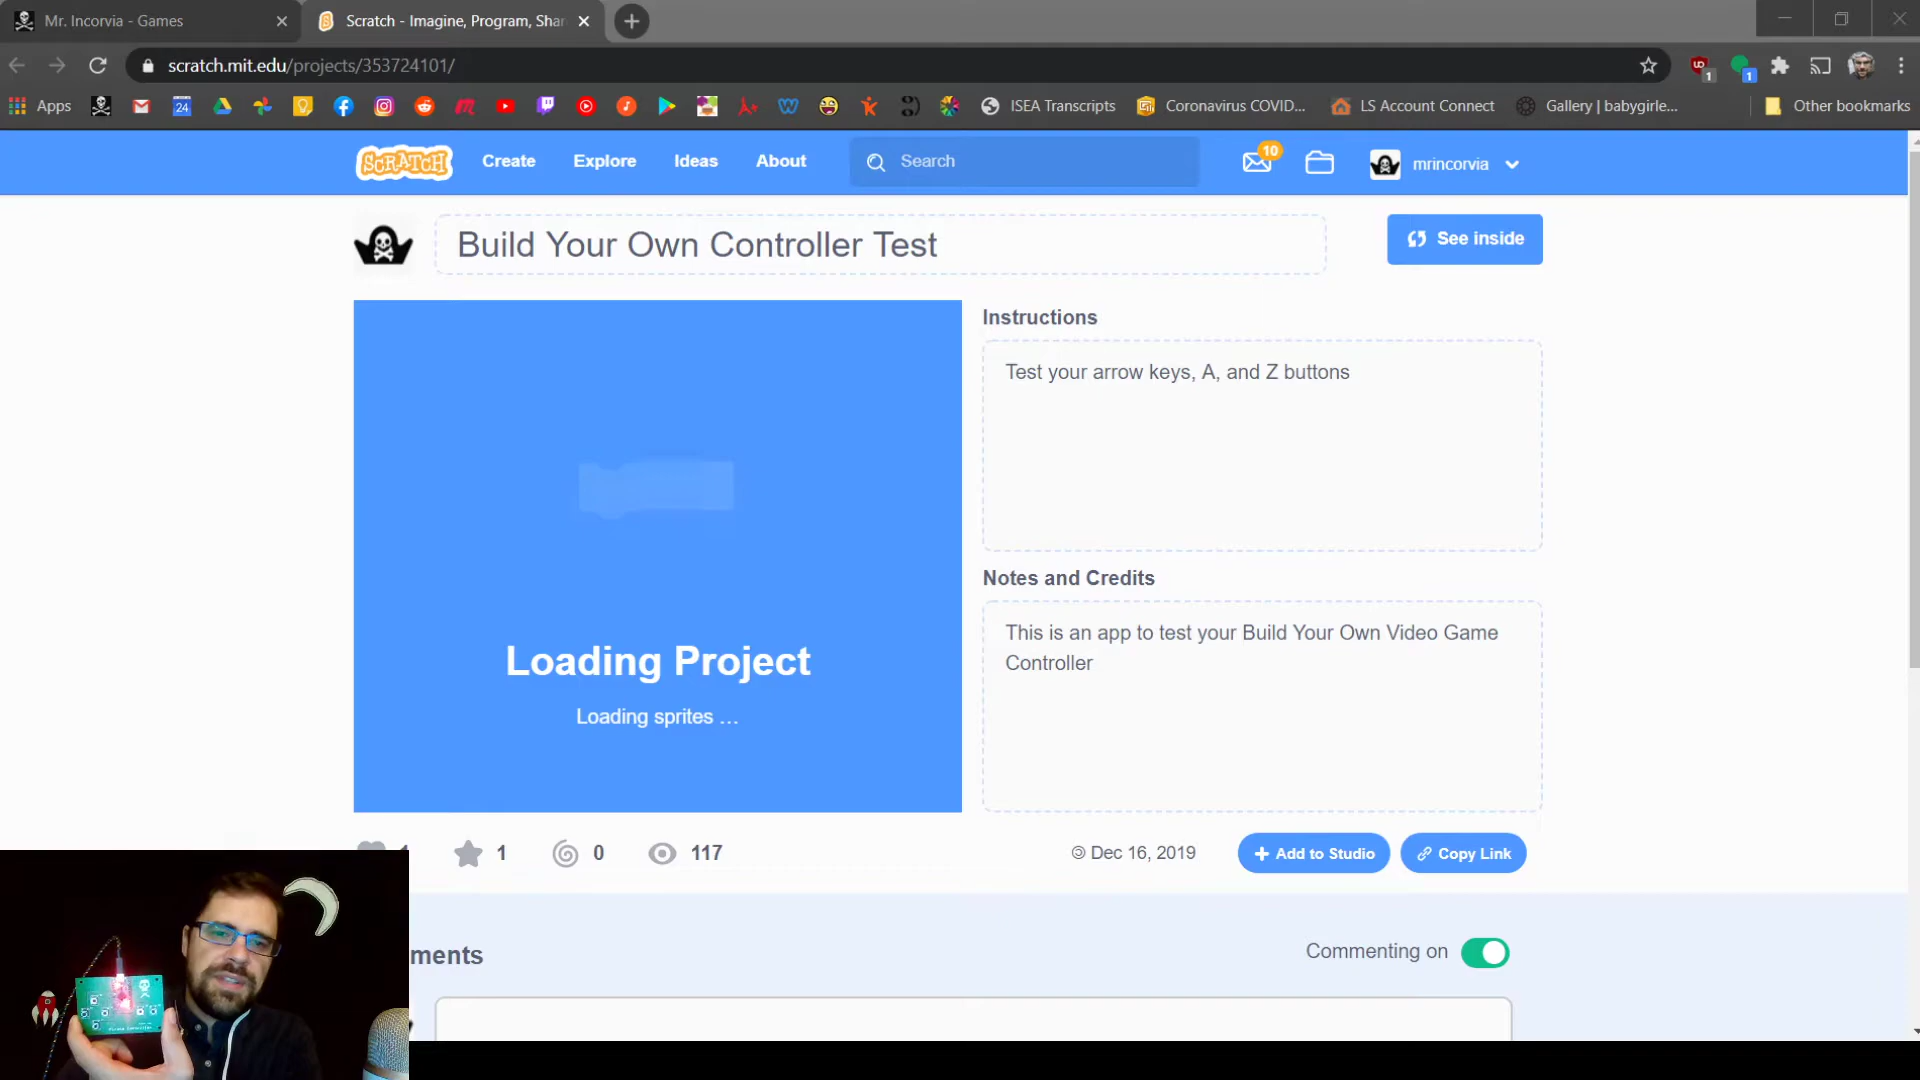 Mr. Incorvia - Games
Scratch - Imagine, Program, Shar
scratch.mit.edu/projects/353724101/
1
1
Apps
24
ISEA Transcripts
Coronavirus COVID...
LS Account Connect
Gallery | babygirle...
Other bookmarks
SCRATCH
Create
Explore
Ideas
About
Search
10
mrincorvia
Build Your Own Controller Test
See inside
Instructions
Test your arrow keys, A, and Z buttons
Loading Project
Loading sprites …
Notes and Credits
This is an app to test your Build Your Own Video Game
Controller
1
0
117
© Dec 16, 2019
Add to Studio
Copy Link
ments
Commenting on